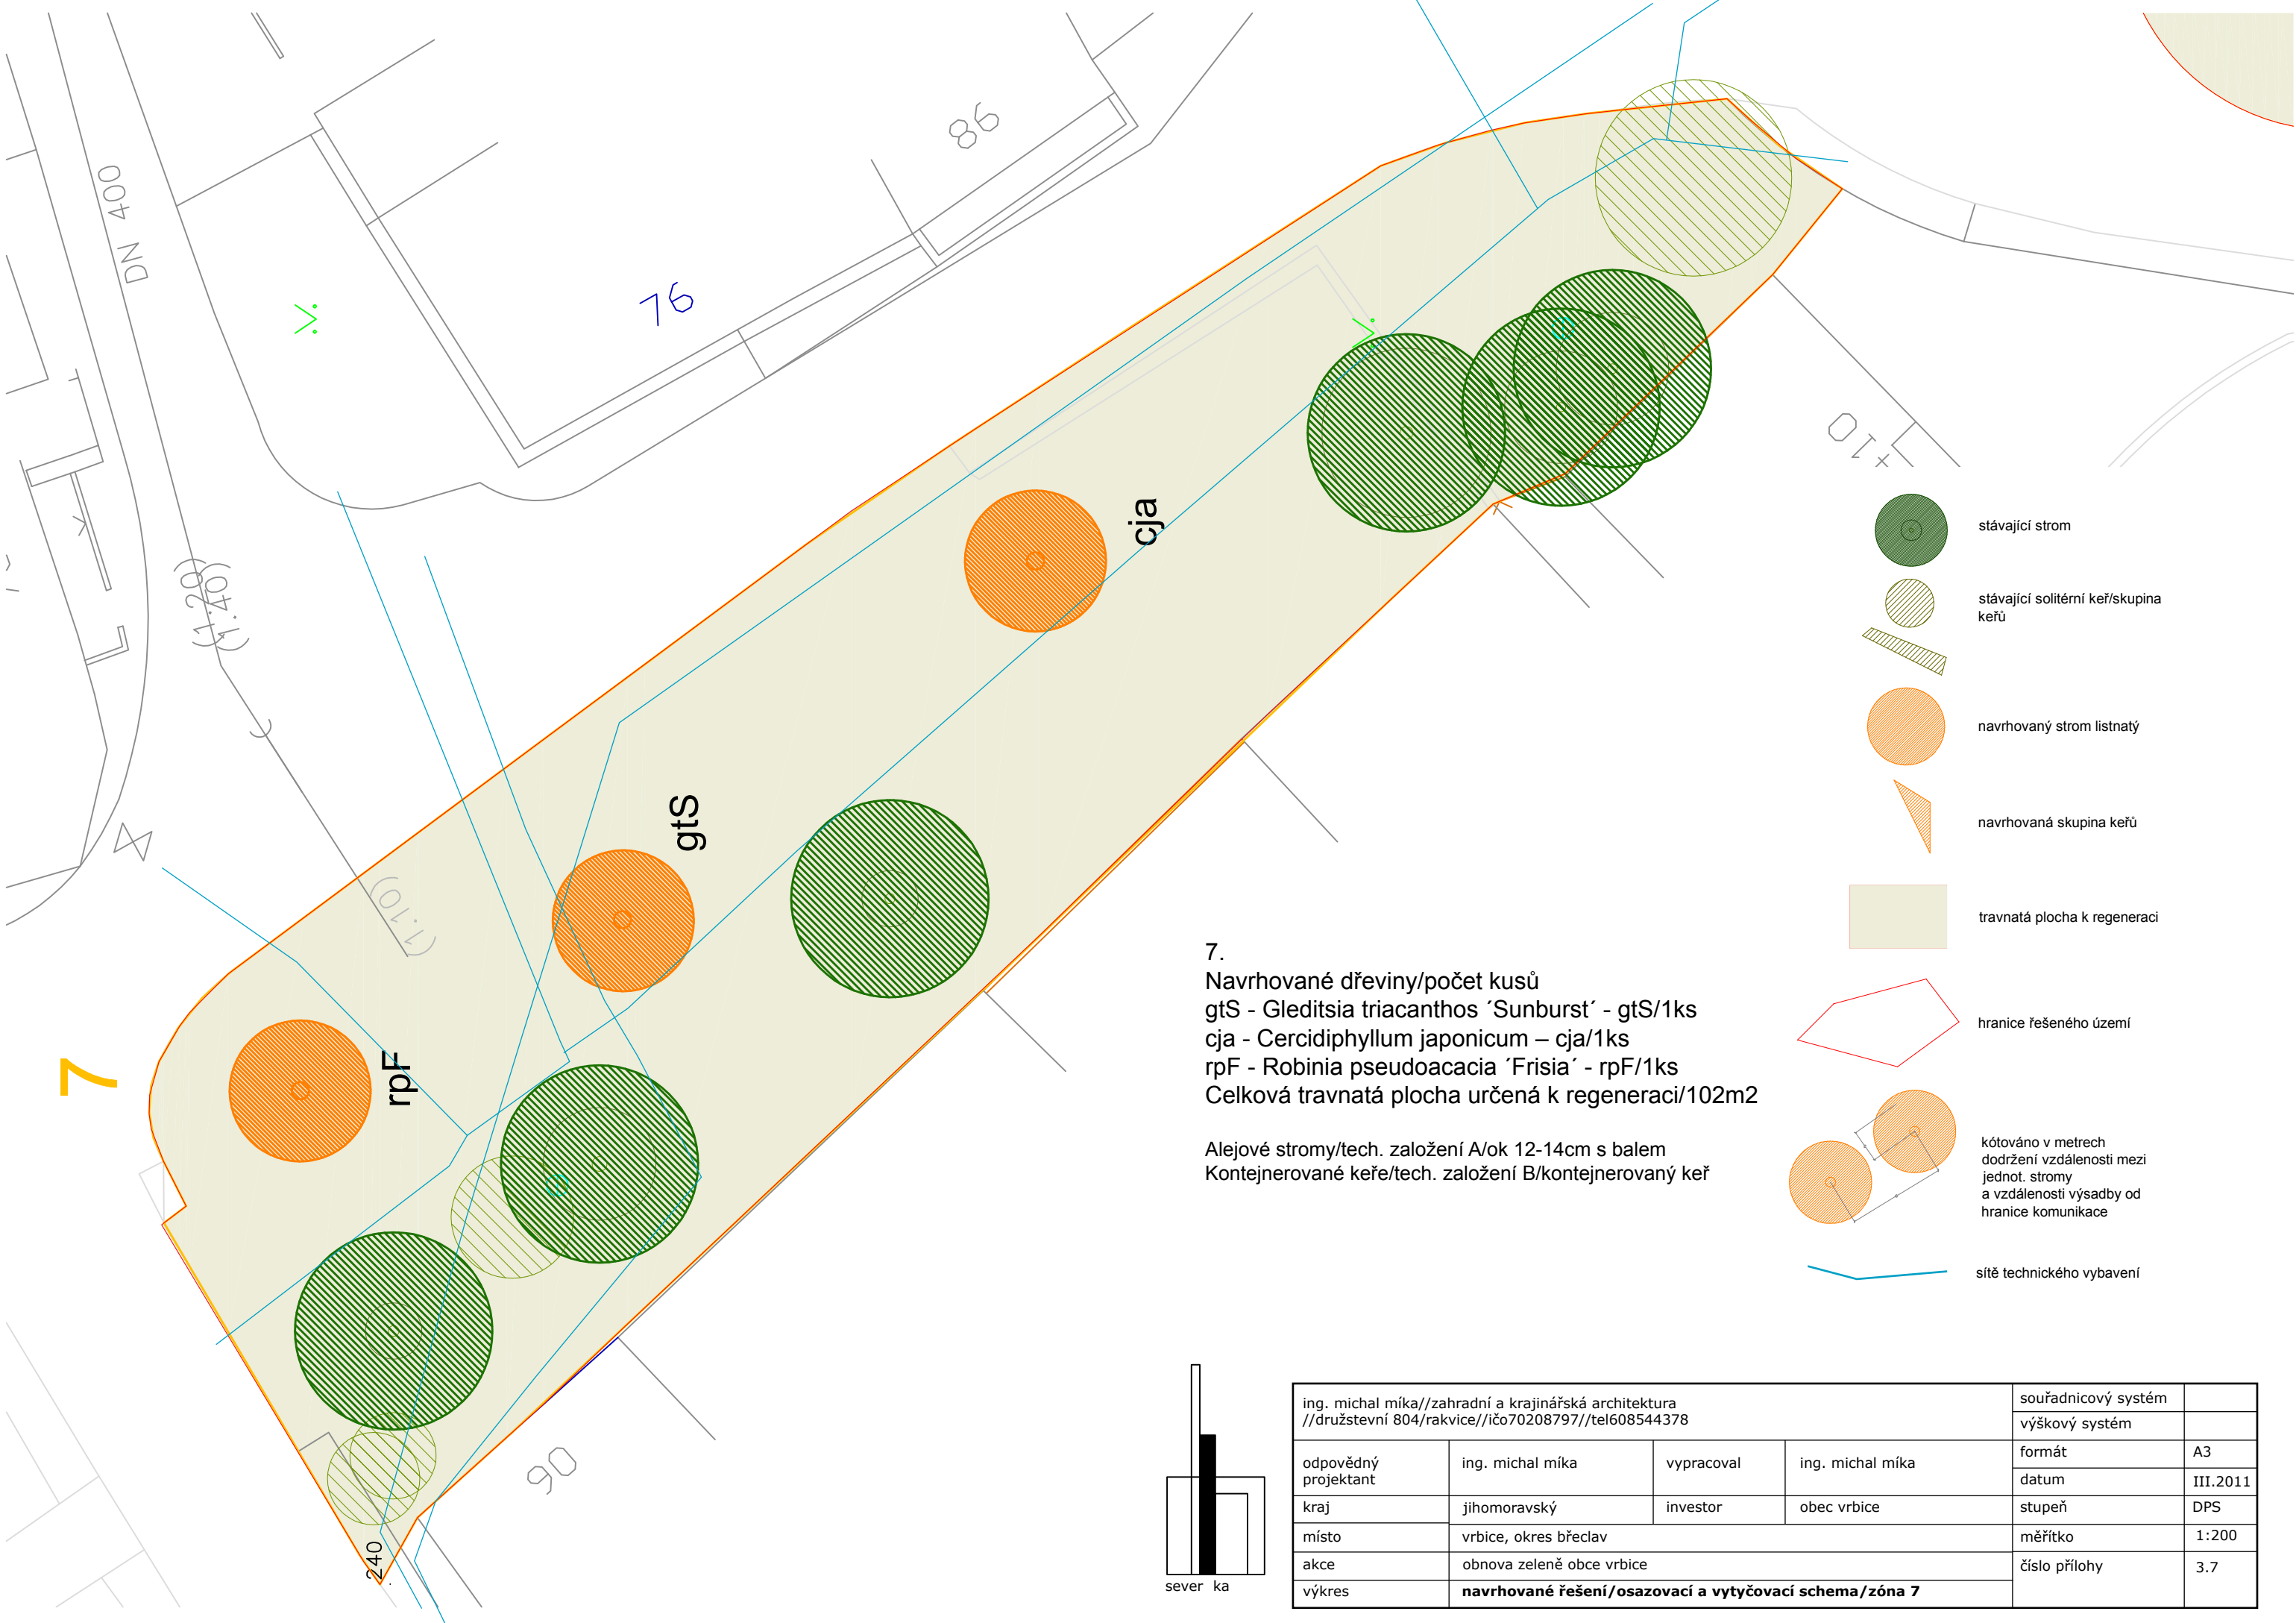 DN 400
86
76
(1:20)
(1:40)
cja
gtS
rpF
7
+10
(1:10)
90
240
stávající strom
stávající solitérní keř/skupina
keřů
navrhovaný strom listnatý
navrhovaná skupina keřů
travnatá plocha k regeneraci
hranice řešeného území
kótováno v metrech
dodržení vzdálenosti mezi
jednot. stromy
a vzdálenosti výsadby od
hranice komunikace
sítě technického vybavení
7.
Navrhované dřeviny/počet kusů
gtS - Gleditsia triacanthos ´Sunburst´ - gtS/1ks
cja - Cercidiphyllum japonicum – cja/1ks
rpF - Robinia pseudoacacia ´Frisia´ - rpF/1ks
Celková travnatá plocha určená k regeneraci/102m2
Alejové stromy/tech. založení A/ok 12-14cm s balem
Kontejnerované keře/tech. založení B/kontejnerovaný keř
sever ka
ing. michal míka//zahradní a krajinářská architektura
//družstevní 804/rakvice//ičo70208797//tel608544378
souřadnicový systém
výškový systém
odpovědný
projektant
ing. michal míka
vypracoval
ing. michal míka
formát A3
datum III.2011
kraj jihomoravský investor obec vrbice
stupeň DPS
místo vrbice, okres břeclav
měřítko 1:200
akce obnova zeleně obce vrbice
číslo přílohy 3.7
výkres navrhované řešení/osazovací a vytyčovací schema/zóna 7